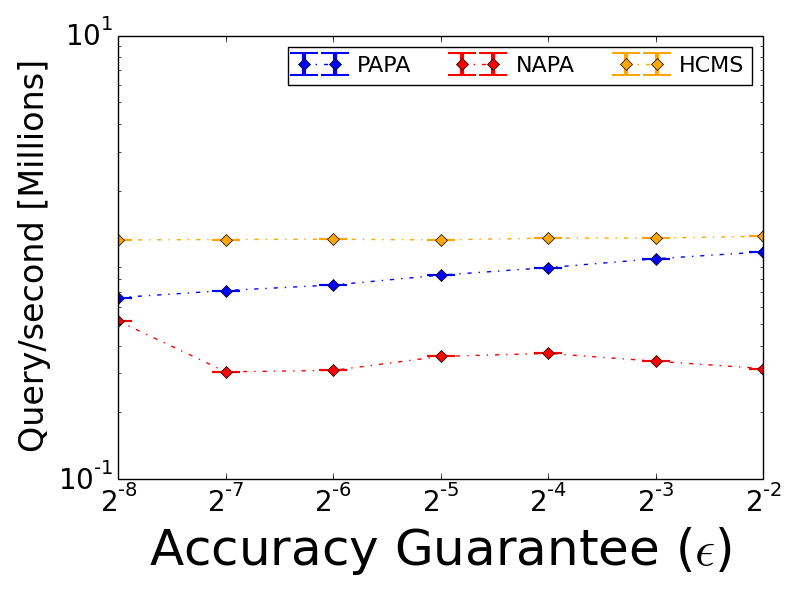 10^1
PAPA NAPA HCMS
Query/second [Millions]
10^-1
2^-8 2^-7 2^-6 2^-5 2^-4 2^-3 2^-2
Accuracy Guarantee (ϵ)